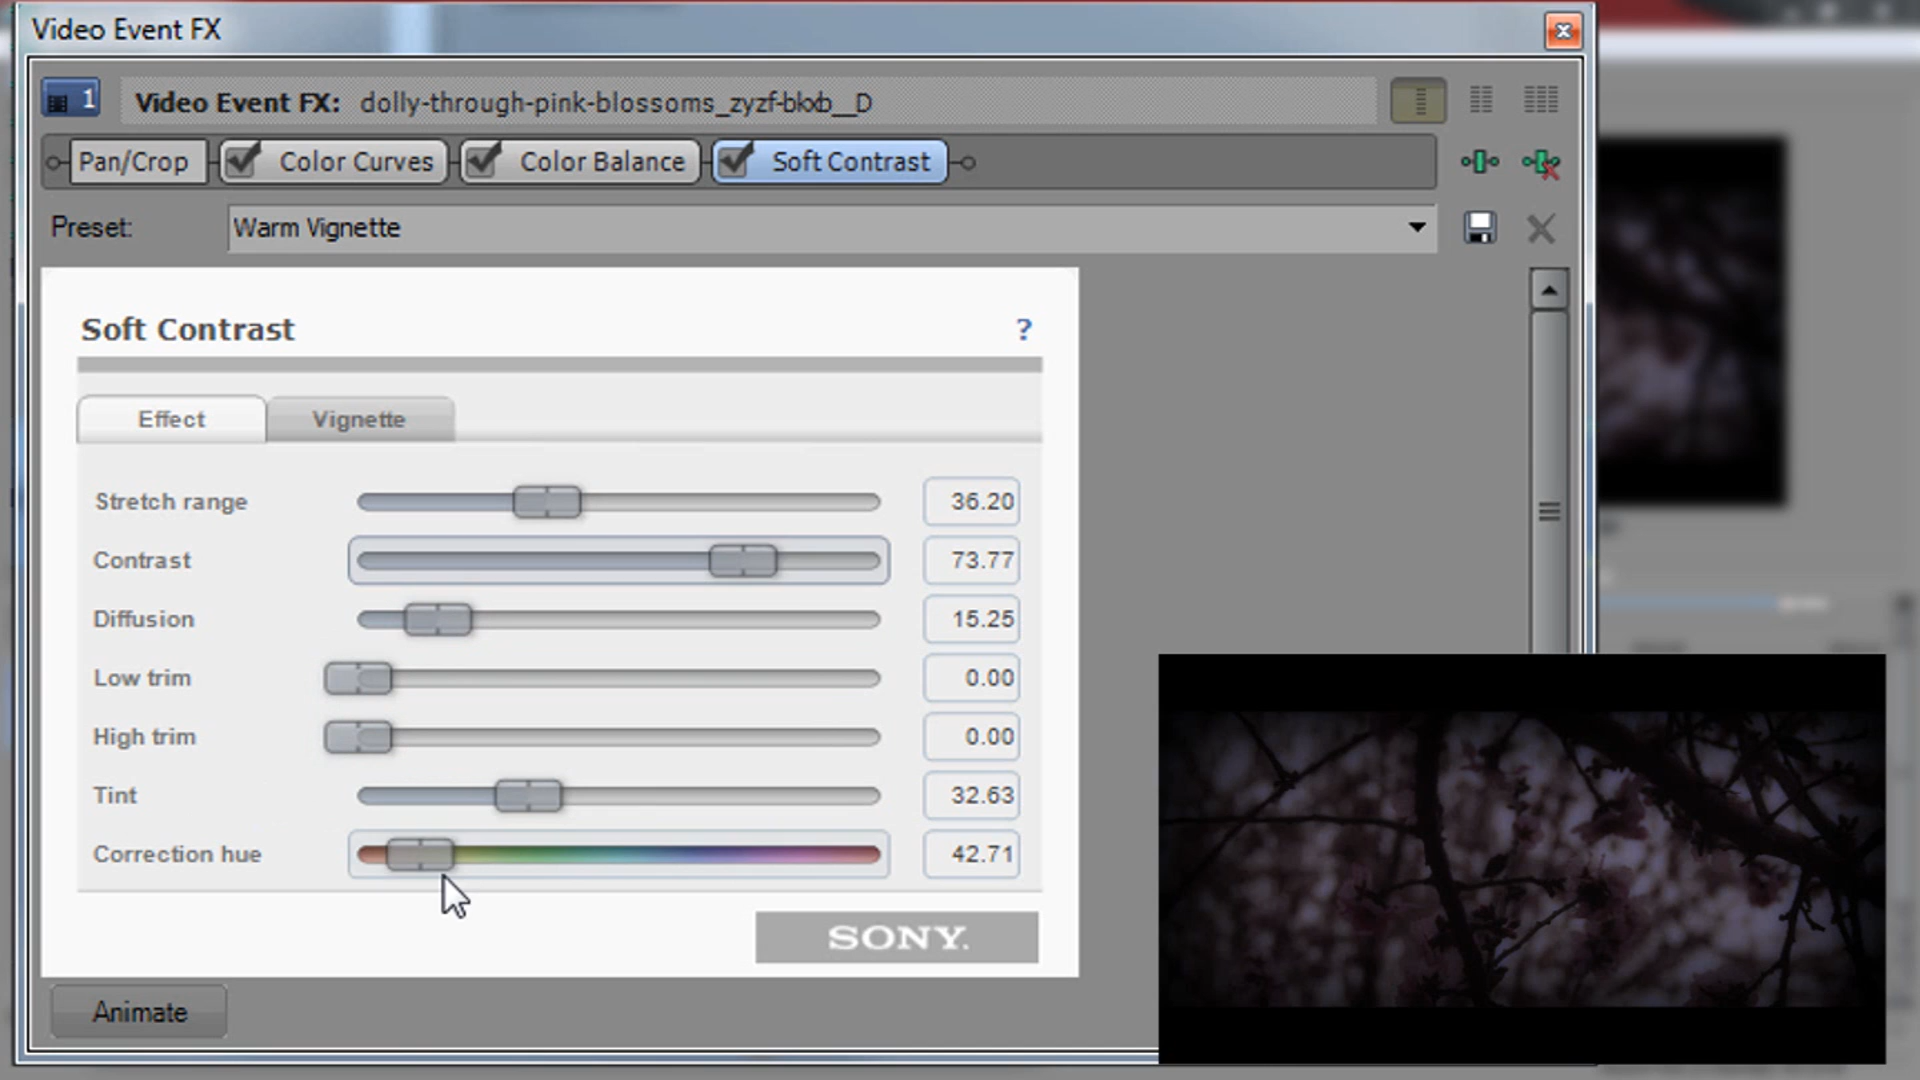 Video Event FX
1 Video Event FX: dolly-through-pink-blossoms_zyzf-bkxb__D
Pan/Crop Color Curves Color Balance Soft Contrast
Preset: Warm Vignette
Soft Contrast ?
Effect Vignette
Stretch range 36.20
Contrast 73.77
Diffusion 15.25
Low trim 0.00
High trim 0.00
Tint 32.63
Correction hue 42.71
SONY.
Animate